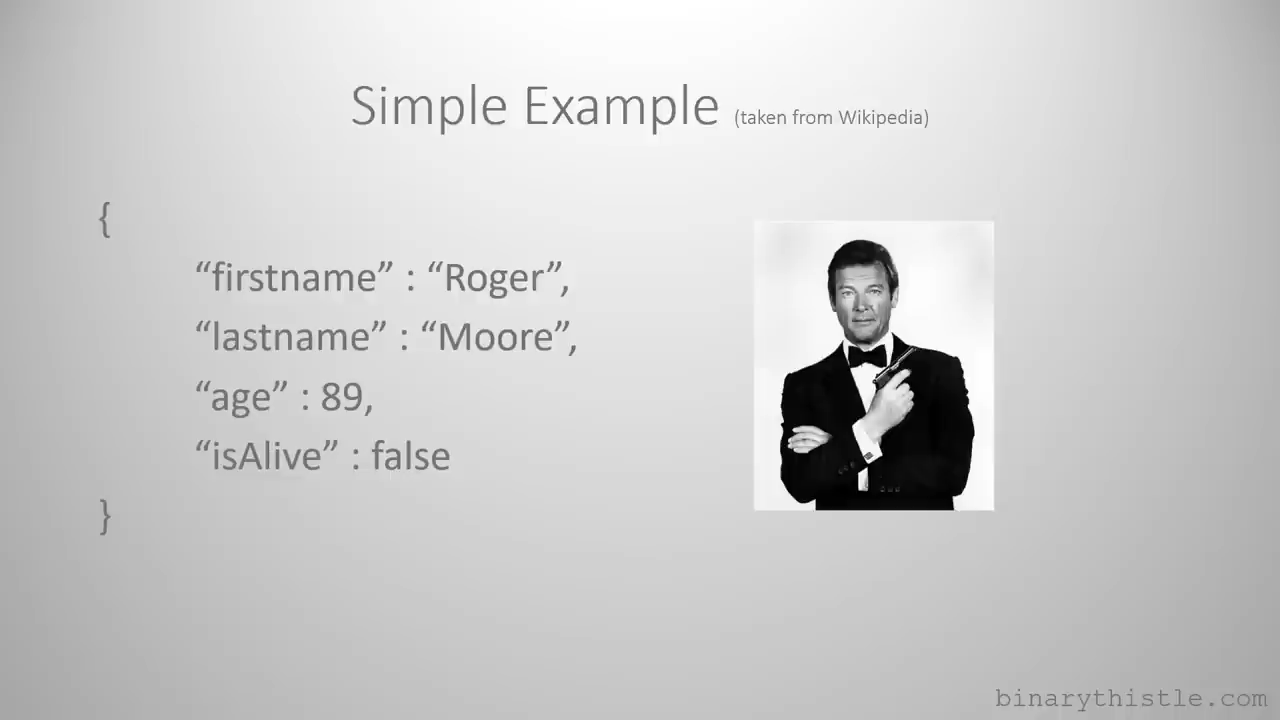 Simple Example (taken from Wikipedia)
{
“firstname” : “Roger”,
“lastname” : “Moore”,
“age” : 89,
“isAlive” : false
}
binarythistle.com